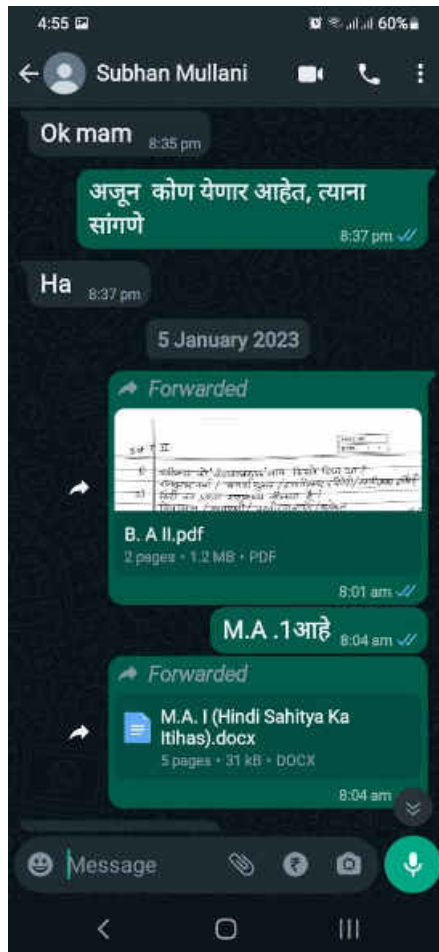 4:55 60%
Subhan Mullani
Ok mam 8:35 pm
अजून कोण येणार आहेत, त्याना
सांगणे
8:37 pm
Ha 8:37 pm
5 January 2023
Forwarded
B. A II.pdf
2 pages • 1.2 MB • PDF
8:01 am
M.A .1आहे 8:04 am
Forwarded
M.A. I (Hindi Sahitya Ka
Itihas).docx
5 pages • 31 kB • DOCX
8:04 am
Message